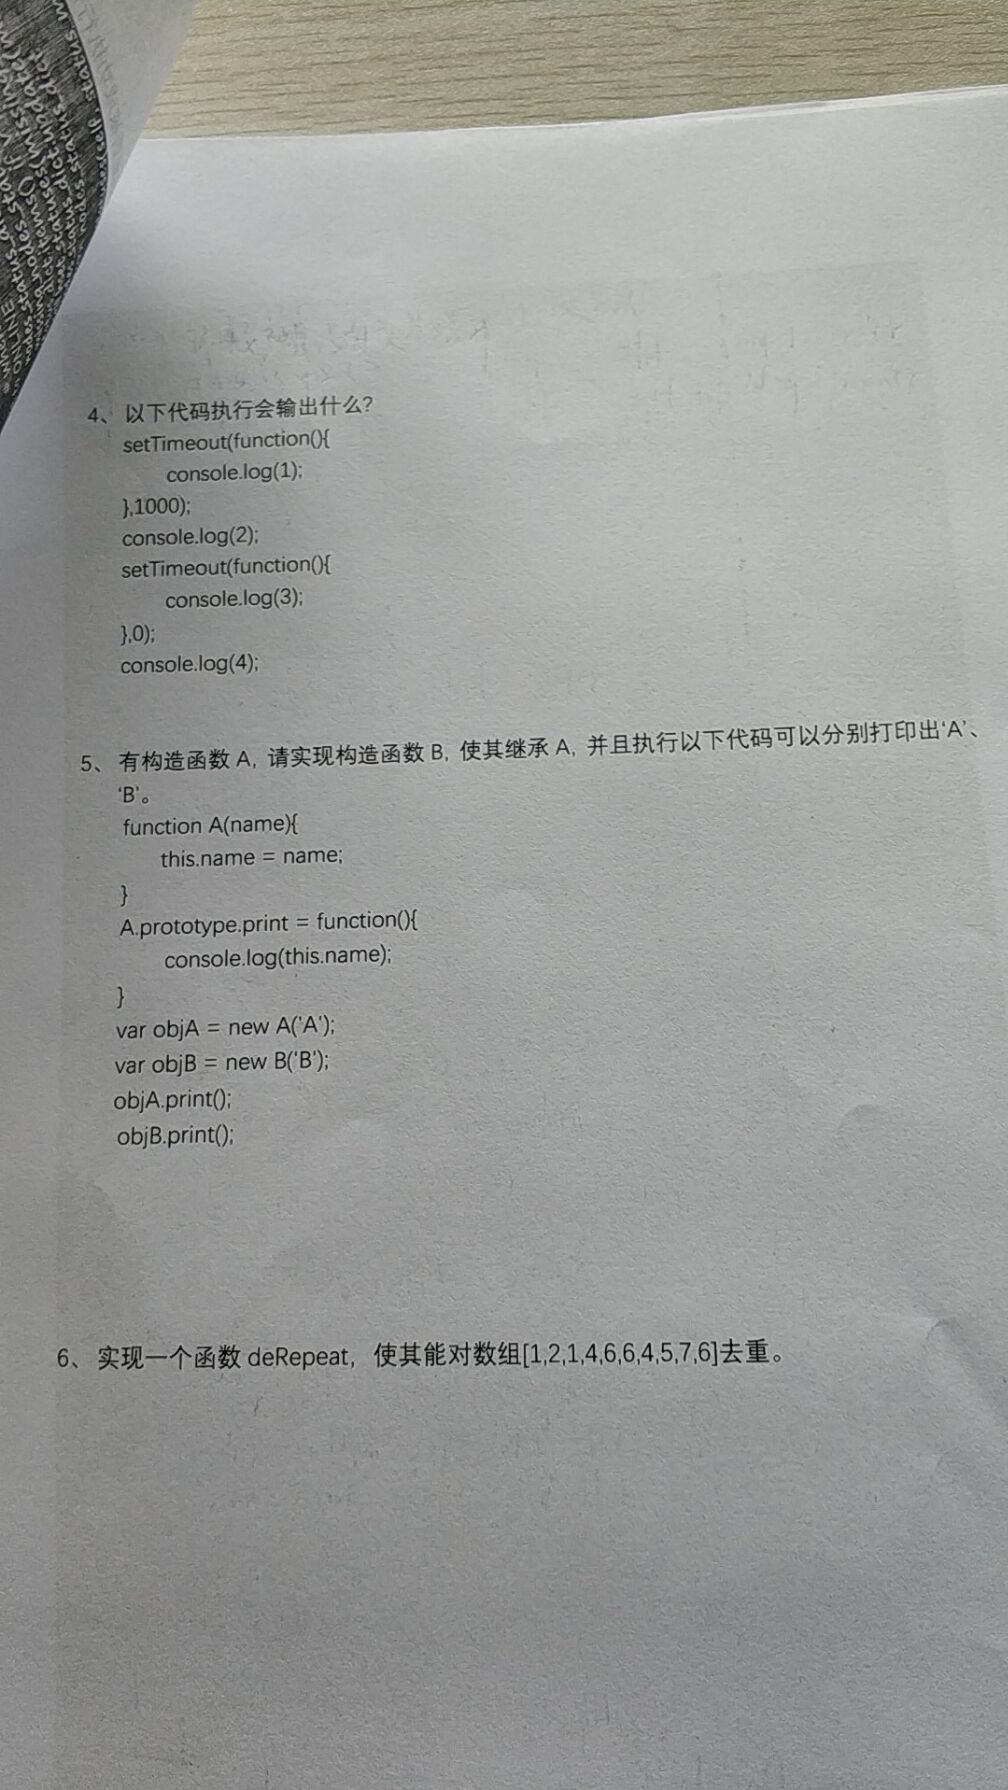 4、以下代码执行会输出什么?
setTimeout(function(){
console.log(1);
},1000);
console.log(2);
setTimeout(function(){
console.log(3);
},0);
console.log(4);
5、有构造函数 A, 请实现构造函数 B, 使其继承 A, 并且执行以下代码可以分别打印出‘A’、
‘B’。
function A(name){
this.name = name;
}
A.prototype.print = function(){
console.log(this.name);
}
var objA = new A('A');
var objB = new B('B');
objA.print();
objB.print();
6、实现一个函数 deRepeat，使其能对数组[1,2,1,4,6,6,4,5,7,6]去重。